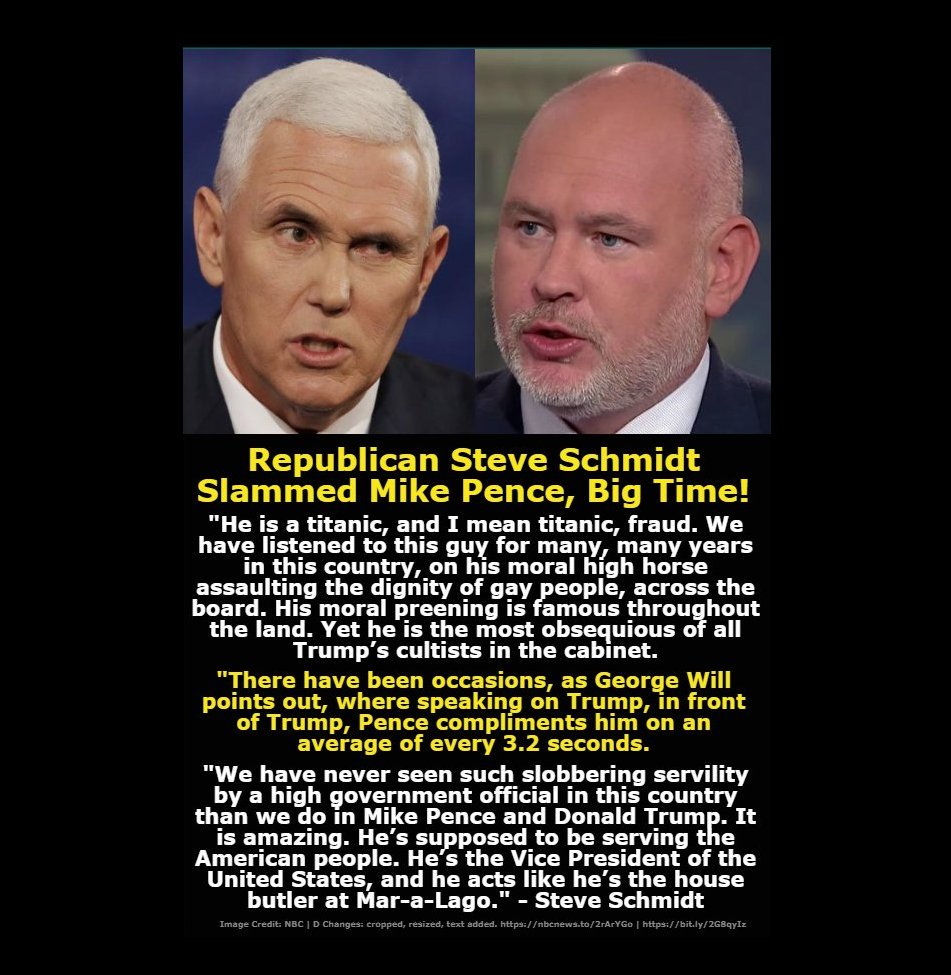 Republican Steve Schmidt
Slammed Mike Pence, Big Time!
"He is a titanic, and I mean titanic, fraud. We
have listened to this guy for many, many years
in this country, on his moral high horse
assaulting the dignity of gay people, across the
board. His moral preening is famous throughout
the land. Yet he is the most obsequious of all
Trump’s cultists in the cabinet.
"There have been occasions, as George Will
points out, where speaking on Trump, in front
of Trump, Pence compliments him on an
average of every 3.2 seconds.
"We have never seen such slobbering servility
by a high government official in this country
than we do in Mike Pence and Donald Trump. It
is amazing. He’s supposed to be serving the
American people. He’s the Vice President of the
United States, and he acts like he’s the house
butler at Mar-a-Lago." - Steve Schmidt
Image Credit: NBC | D Changes: cropped, resized, text added. https://nbcnews.to/2rArYGo | https://bit.ly/2G8qyIz